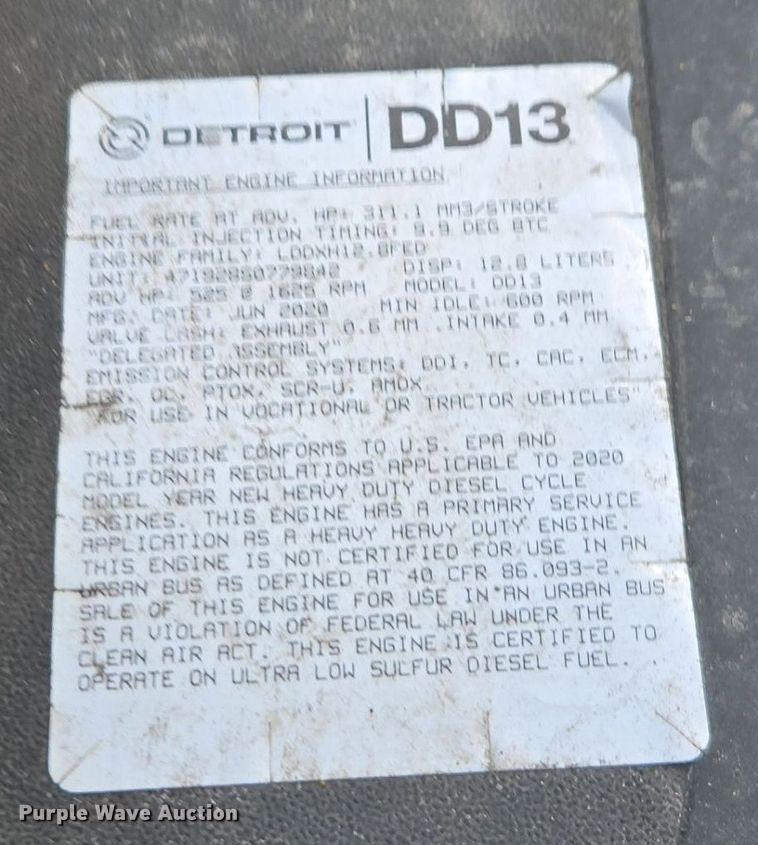 DETROIT | DD13
IMPORTANT ENGINE INFORMATION
FUEL RATE AT ADV. HP: 311.1 MM3/STROKE
INITIAL INJECTION TIMING: 9.9 DEG BTC
ENGINE FAMILY: LDDXH12.8FED
UNIT: DISP: 12.8 LITERS
ADV HP: 525 @ 1625 RPM MODEL: DD13
MFG. DATE: JUN 2020 MIN IDLE: 600 RPM
VALVE LASH: EXHAUST 0.6 MM INTAKE 0.4 MM
"DELEGATED ASSEMBLY"
EMISSION CONTROL SYSTEMS: DDI, TC, CAC, ECM,
EGR, OC, PTOX, SCR-U, AMOX
"FOR USE IN VOCATIONAL OR TRACTOR VEHICLES"
THIS ENGINE CONFORMS TO U.S. EPA AND
CALIFORNIA REGULATIONS APPLICABLE TO 2020
MODEL YEAR NEW HEAVY DUTY DIESEL CYCLE
ENGINES. THIS ENGINE HAS A PRIMARY SERVICE
APPLICATION AS A HEAVY HEAVY DUTY ENGINE.
THIS ENGINE IS NOT CERTIFIED FOR USE IN AN
URBAN BUS AS DEFINED AT 40 CFR 86.093-2.
SALE OF THIS ENGINE FOR USE IN AN URBAN BUS
IS A VIOLATION OF FEDERAL LAW UNDER THE
CLEAN AIR ACT. THIS ENGINE IS CERTIFIED TO
OPERATE ON ULTRA LOW SULFUR DIESEL FUEL.
Purple Wave Auction